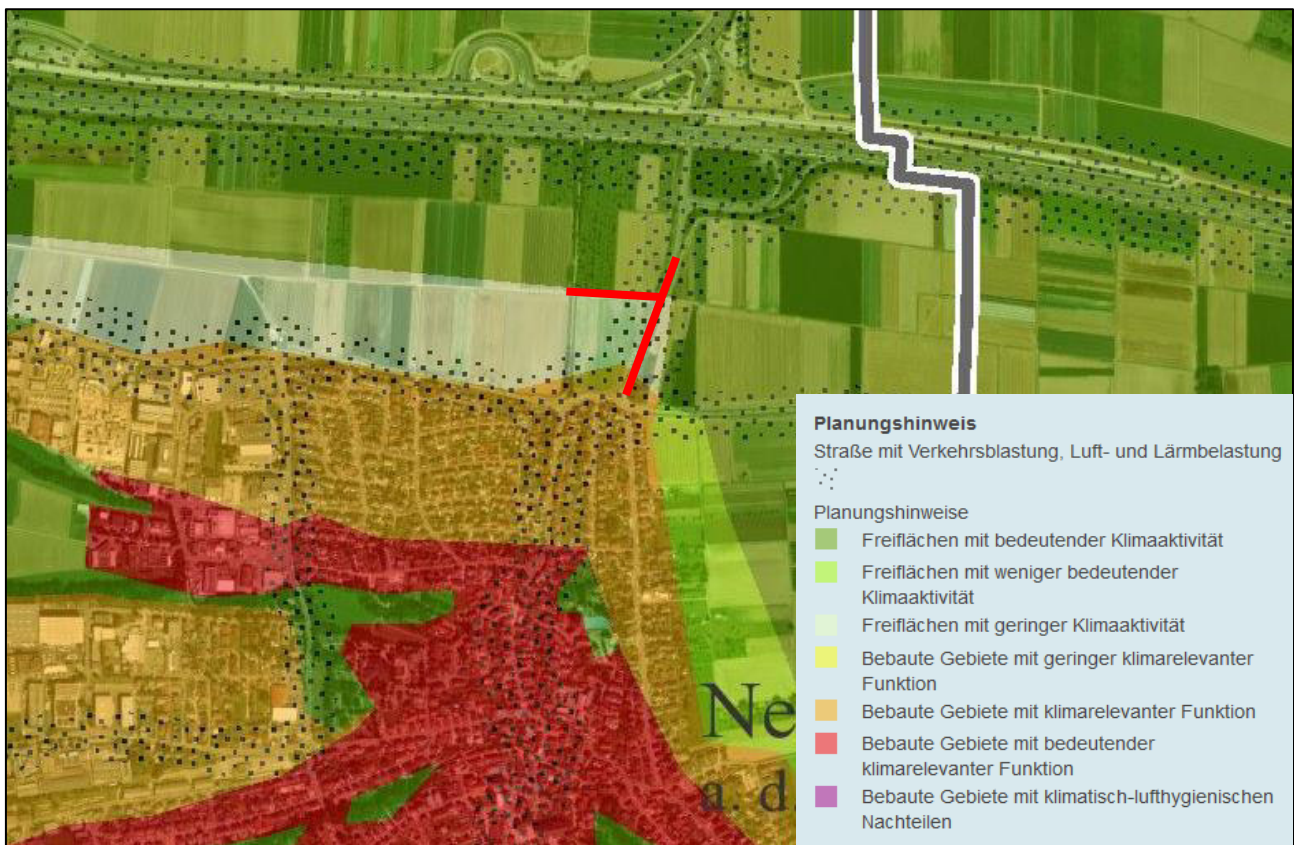 Planungshinweis
Straße mit Verkehrsblastung, Luft- und Lärmbelastung
Planungshinweise
Freiflächen mit bedeutender Klimaaktivität
Freiflächen mit weniger bedeutender
Klimaaktivität
Freiflächen mit geringer Klimaaktivität
Bebaute Gebiete mit geringer klimarelevanter
Funktion
Bebaute Gebiete mit klimarelevanter Funktion
Bebaute Gebiete mit bedeutender
klimarelevanter Funktion
Bebaute Gebiete mit klimatisch-lufthygienischen
Nachteilen
Ne
a. d.